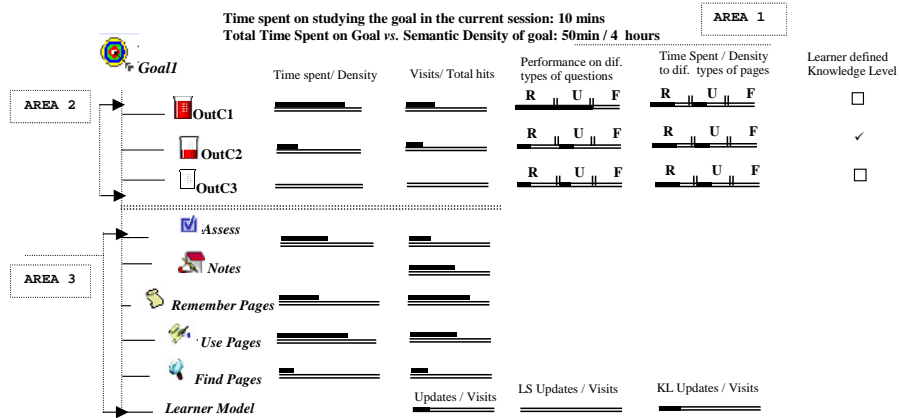 Time spent on studying the goal in the current session: 10 mins
AREA 1
Total Time Spent on Goal vs. Semantic Density of goal: 50min / 4 hours
Goal1
Time spent/ Density
Visits/ Total hits
Performance on dif.
types of questions
Time Spent / Density
to dif. types of pages
Learner defined
Knowledge Level
AREA 2
OutC1
R U F R U F
OutC2
R U F R U F
OutC3
R U F R U F
Assess
AREA 3
Notes
Remember Pages
Use Pages
Find Pages
Learner Model
Updates / Visits
LS Updates / Visits
KL Updates / Visits